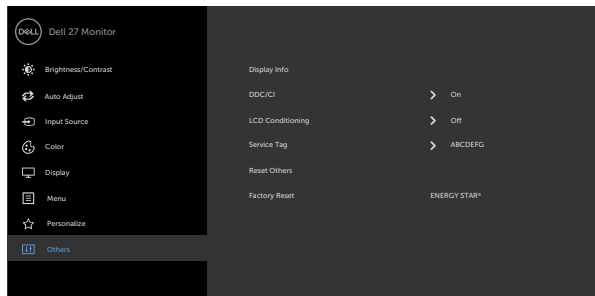 DELL Dell 27 Monitor
Brightness/Contrast
Auto Adjust
Input Source
Color
Display
Menu
Personalize
Others
Display Info
DDC/CI > On
LCD Conditioning > Off
Service Tag > ABCDEFG
Reset Others
Factory Reset ENERGY STAR®